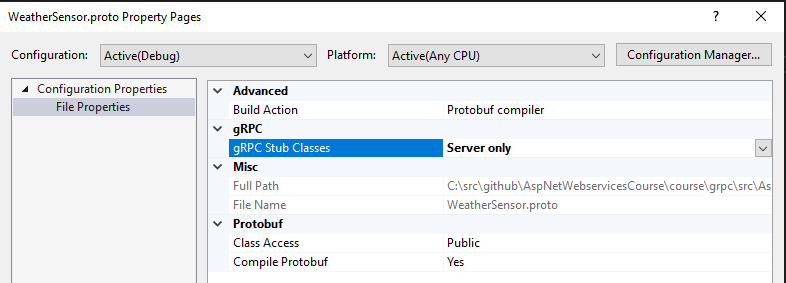 WeatherSensor.proto Property Pages ? ×
Configuration: Active(Debug) Platform: Active(Any CPU) Configuration Manager...
Configuration Properties
File Properties
Advanced
Build Action Protobuf compiler
gRPC
gRPC Stub Classes Server only
Misc
Full Path C:\src\github\AspNetWebservicesCourse\course\grpc\src\As
File Name WeatherSensor.proto
Protobuf
Class Access Public
Compile Protobuf Yes